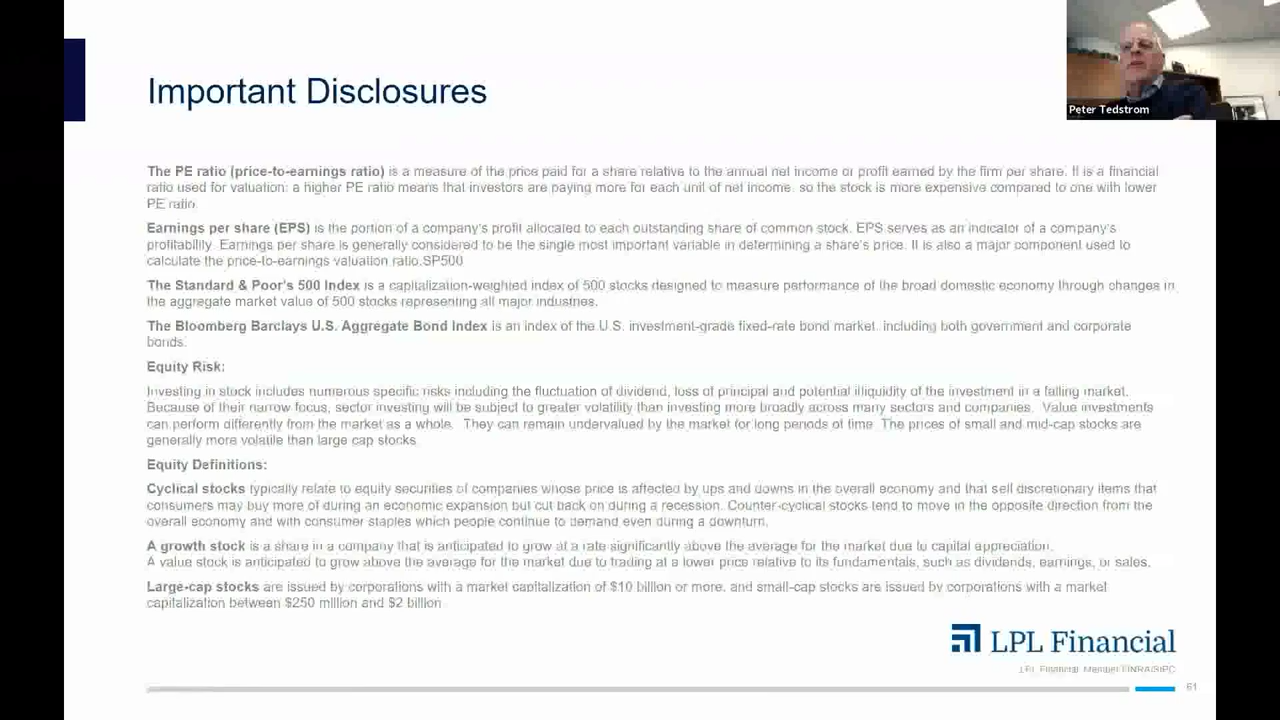 Important Disclosures
Peter Tedstrom
The PE ratio (price-to-earnings ratio) is a measure of the price paid for a share relative to the annual net income or profit earned by the firm per share. It is a financial
ratio used for valuation: a higher PE ratio means that investors are paying more for each unit of net income, so the stock is more expensive compared to one with lower
PE ratio.
Earnings per share (EPS) is the portion of a company's profit allocated to each outstanding share of common stock. EPS serves as an indicator of a company's
profitability. Earnings per share is generally considered to be the single most important variable in determining a share's price. It is also a major component used to
calculate the price-to-earnings valuation ratio.SP500
The Standard & Poor's 500 Index is a capitalization-weighted index of 500 stocks designed to measure performance of the broad domestic economy through changes in
the aggregate market value of 500 stocks representing all major industries.
The Bloomberg Barclays U.S. Aggregate Bond Index is an index of the U.S. investment-grade fixed-rate bond market, including both government and corporate
bonds.
Equity Risk:
Investing in stock includes numerous specific risks including the fluctuation of dividend, loss of principal and potential illiquidity of the investment in a falling market.
Because of their narrow focus, sector investing will be subject to greater volatility than investing more broadly across many sectors and companies. Value investments
can perform differently from the market as a whole. They can remain undervalued by the market for long periods of time. The prices of small and mid-cap stocks are
generally more volatile than large cap stocks.
Equity Definitions:
Cyclical stocks typically relate to equity securities of companies whose price is affected by ups and downs in the overall economy and that sell discretionary items that
consumers may buy more of during an economic expansion but cut back on during a recession. Counter-cyclical stocks tend to move in the opposite direction from the
overall economy and with consumer staples which people continue to demand even during a downturn.
A growth stock is a share in a company that is anticipated to grow at a rate significantly above the average for the market due to capital appreciation.
A value stock is anticipated to grow above the average for the market due to trading at a lower price relative to its fundamentals, such as dividends, earnings, or sales.
Large-cap stocks are issued by corporations with a market capitalization of $10 billion or more, and small-cap stocks are issued by corporations with a market
capitalization between $250 million and $2 billion
LPL Financial
LPL Financial Member FINRA/SIPC
61